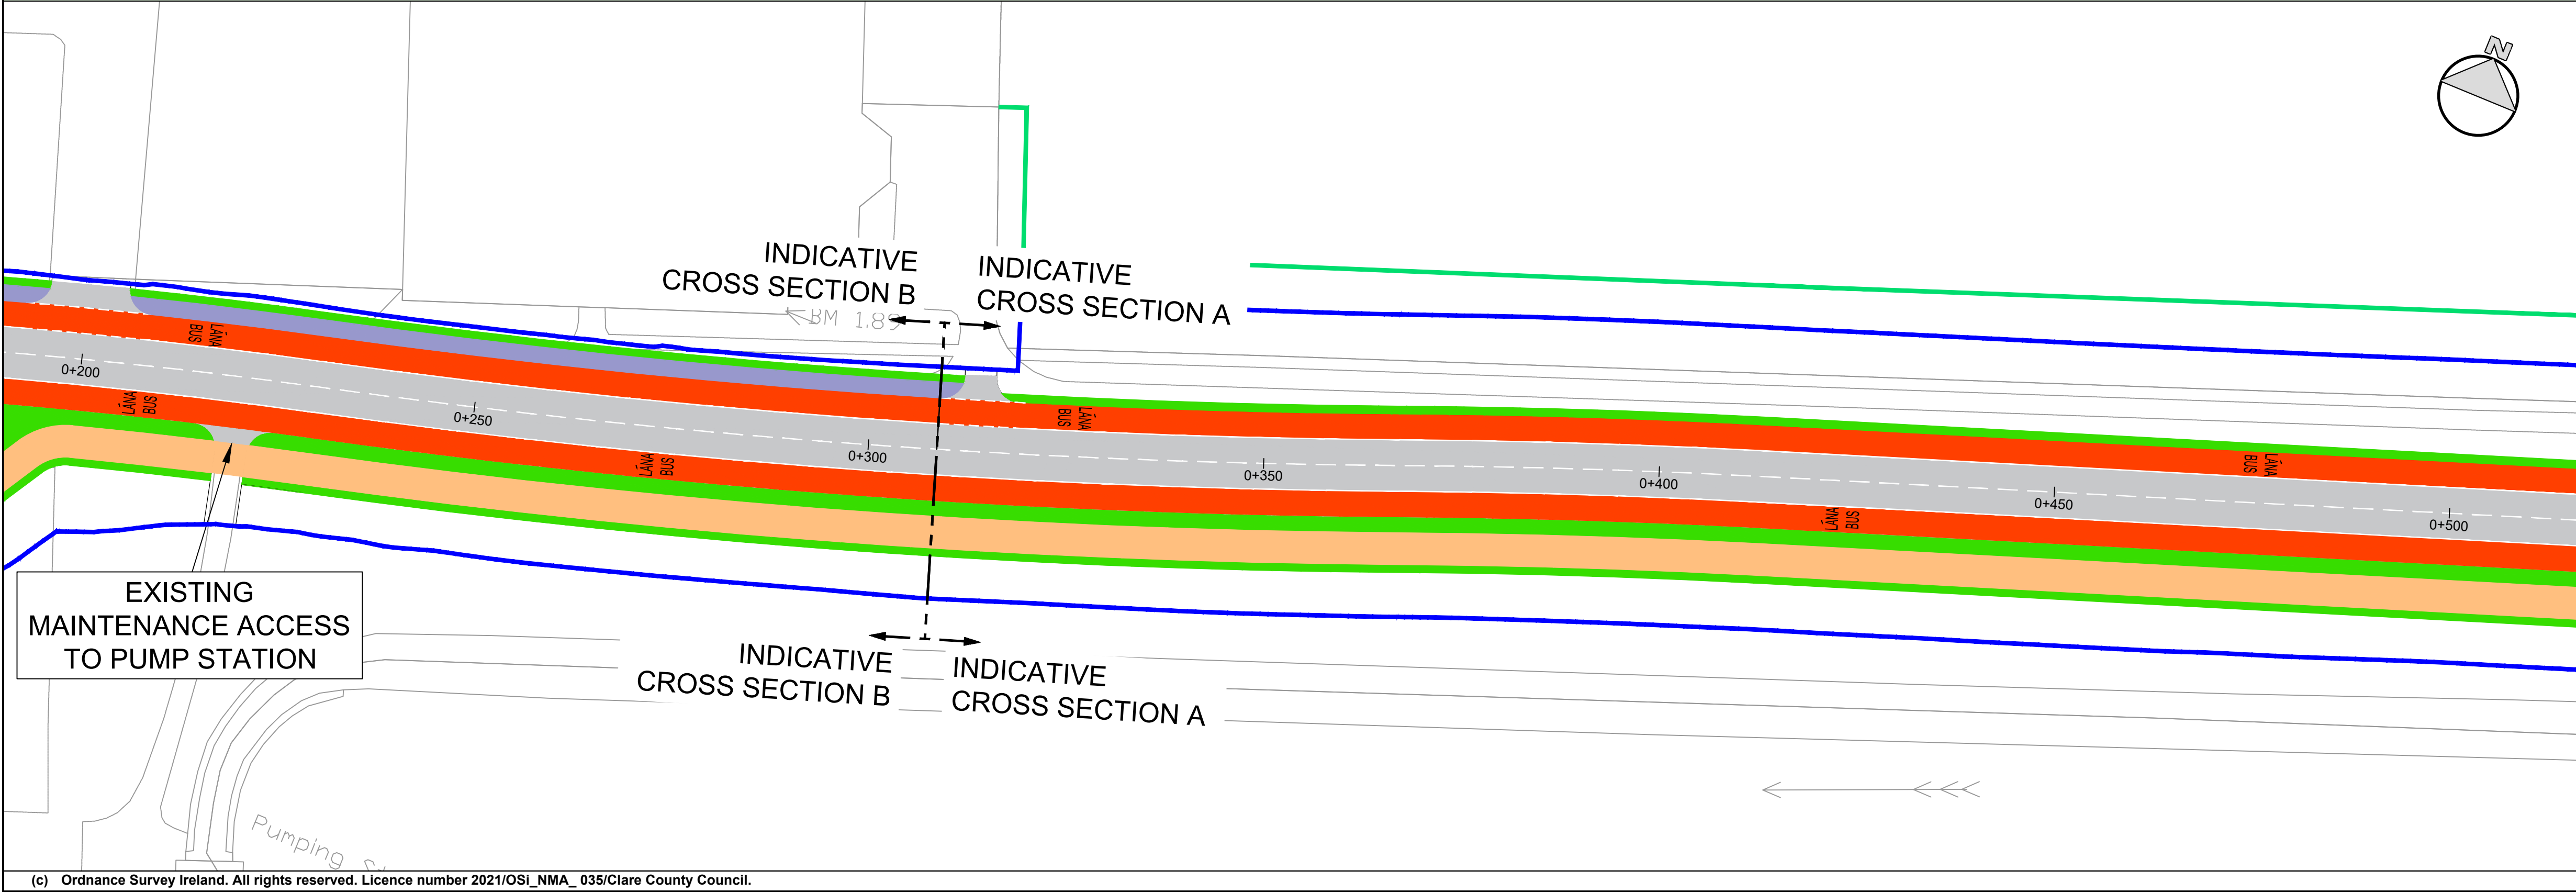 N
INDICATIVE
CROSS SECTION B
INDICATIVE
CROSS SECTION A
BM 1.89
LÁNA
BUS
LÁNA
BUS
LÁNA
BUS
LÁNA
BUS
LÁNA
BUS
LÁNA
BUS
0+200
0+250
0+300
0+350
0+400
0+450
0+500
EXISTING
MAINTENANCE ACCESS
TO PUMP STATION
INDICATIVE
CROSS SECTION B
INDICATIVE
CROSS SECTION A
Pumping
(c) Ordnance Survey Ireland. All rights reserved. Licence number 2021/OSi_NMA_ 035/Clare County Council.